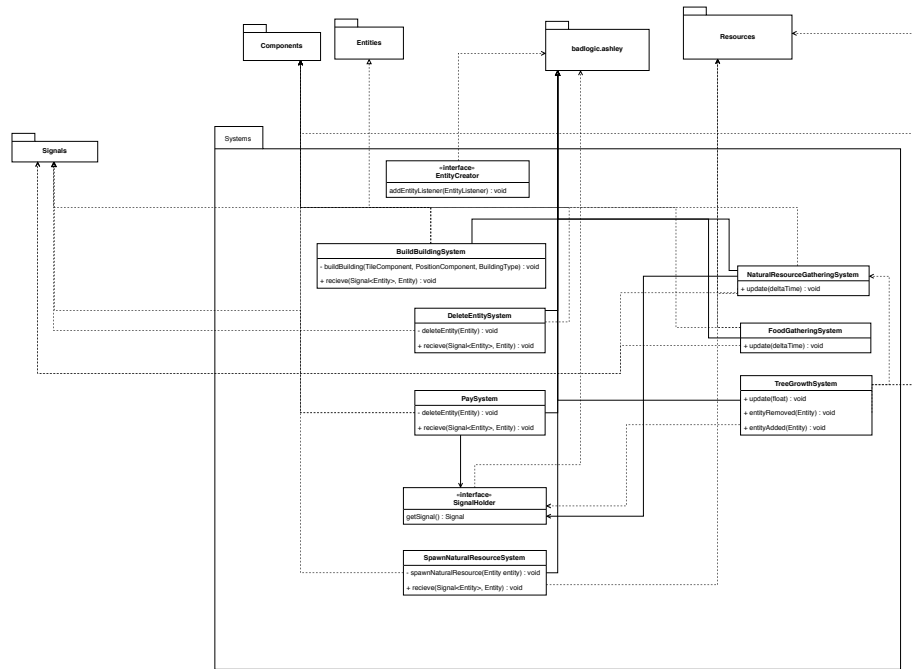 Components
Entities
badlogic.ashley
Resources
Signals
Systems
«interface»
EntityCreator
addEntityListener(EntityListener) : void
BuildBuildingSystem
- buildBuilding(TileComponent, PositionComponent, BuildingType) : void
+ recieve(Signal<Entity>, Entity) : void
NaturalResourceGatheringSystem
+ update(deltaTime) : void
DeleteEntitySystem
- deleteEntity(Entity) : void
+ recieve(Signal<Entity>, Entity) : void
FoodGatheringSystem
+ update(deltaTime) : void
PaySystem
- deleteEntity(Entity) : void
+ recieve(Signal<Entity>, Entity) : void
TreeGrowthSystem
+ update(float) : void
+ entityRemoved(Entity) : void
+ entityAdded(Entity) : void
«interface»
SignalHolder
getSignal() : Signal
SpawnNaturalResourceSystem
- spawnNaturalResource(Entity entity) : void
+ recieve(Signal<Entity>, Entity) : void